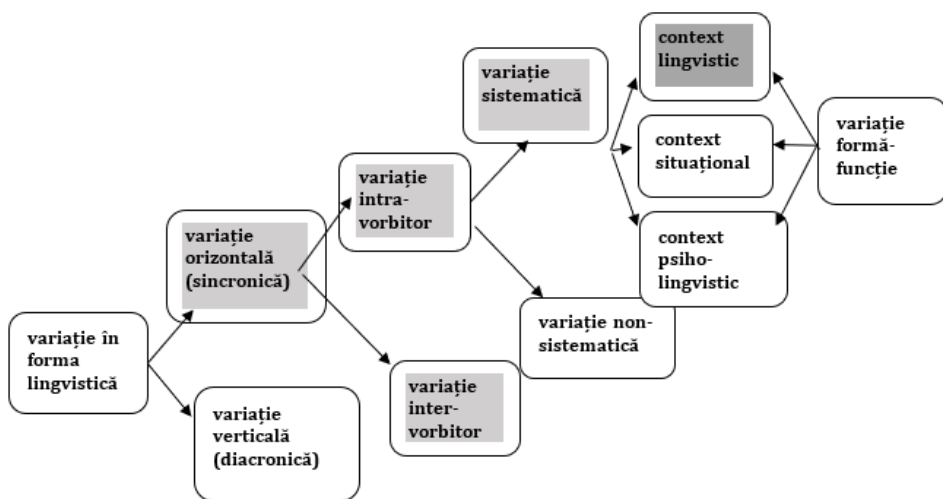 variație în
forma
lingvistică
variație
orizontală
(sincronică)
variație
verticală
(diacronică)
variație
intra-
vorbitor
variație
inter-
vorbitor
variație
sistematică
variație non-
sistematică
context
lingvistic
context
situațional
context
psiho-
lingvistic
variație
formă-
funcție